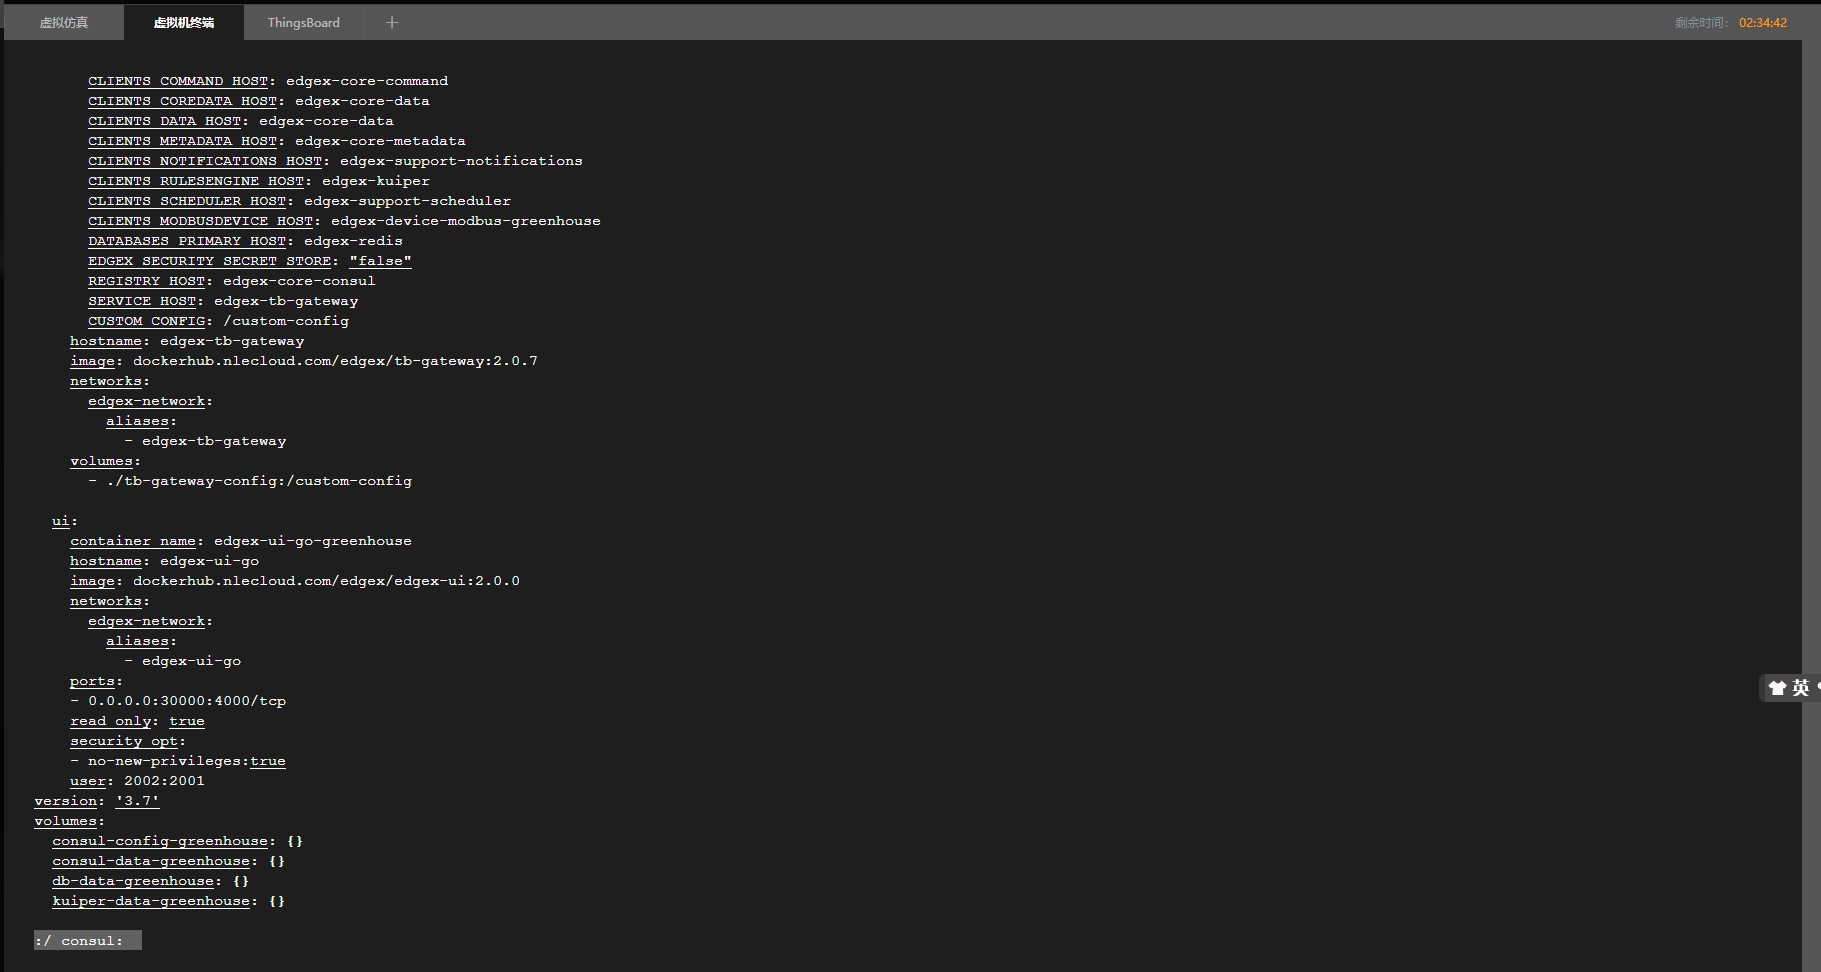 虚拟仿真 虚拟机终端 ThingsBoard +
剩余时间: 02:34:42
CLIENTS_COMMAND_HOST: edgex-core-command
CLIENTS_COREDATA_HOST: edgex-core-data
CLIENTS_DATA_HOST: edgex-core-data
CLIENTS_METADATA_HOST: edgex-core-metadata
CLIENTS_NOTIFICATIONS_HOST: edgex-support-notifications
CLIENTS_RULESENGINE_HOST: edgex-kuiper
CLIENTS_SCHEDULER_HOST: edgex-support-scheduler
CLIENTS_MODBUSDEVICE_HOST: edgex-device-modbus-greenhouse
DATABASES_PRIMARY_HOST: edgex-redis
EDGEX_SECURITY_SECRET_STORE: "false"
REGISTRY_HOST: edgex-core-consul
SERVICE_HOST: edgex-tb-gateway
CUSTOM_CONFIG: /custom-config
hostname: edgex-tb-gateway
image: dockerhub.nlecloud.com/edgex/tb-gateway:2.0.7
networks:
edgex-network:
aliases:
- edgex-tb-gateway
volumes:
- ./tb-gateway-config:/custom-config
ui:
container_name: edgex-ui-go-greenhouse
hostname: edgex-ui-go
image: dockerhub.nlecloud.com/edgex/edgex-ui:2.0.0
networks:
edgex-network:
aliases:
- edgex-ui-go
ports:
- 0.0.0.0:30000:4000/tcp
read_only: true
security_opt:
- no-new-privileges:true
user: 2002:2001
version: '3.7'
volumes:
consul-config-greenhouse: {}
consul-data-greenhouse: {}
db-data-greenhouse: {}
kuiper-data-greenhouse: {}
:/ consul:
英